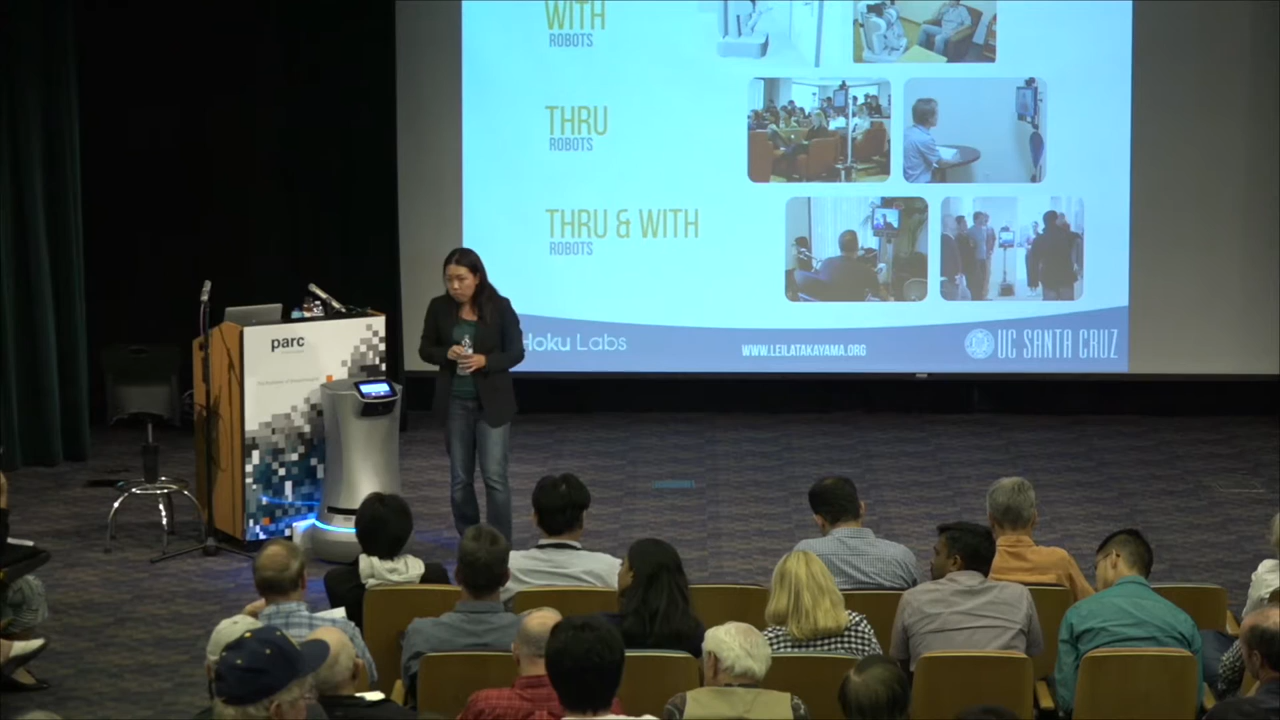 WITH
ROBOTS
THRU
ROBOTS
THRU & WITH
ROBOTS
Hoku Labs
WWW.LEILATAKAYAMA.ORG
UC SANTA CRUZ
parc